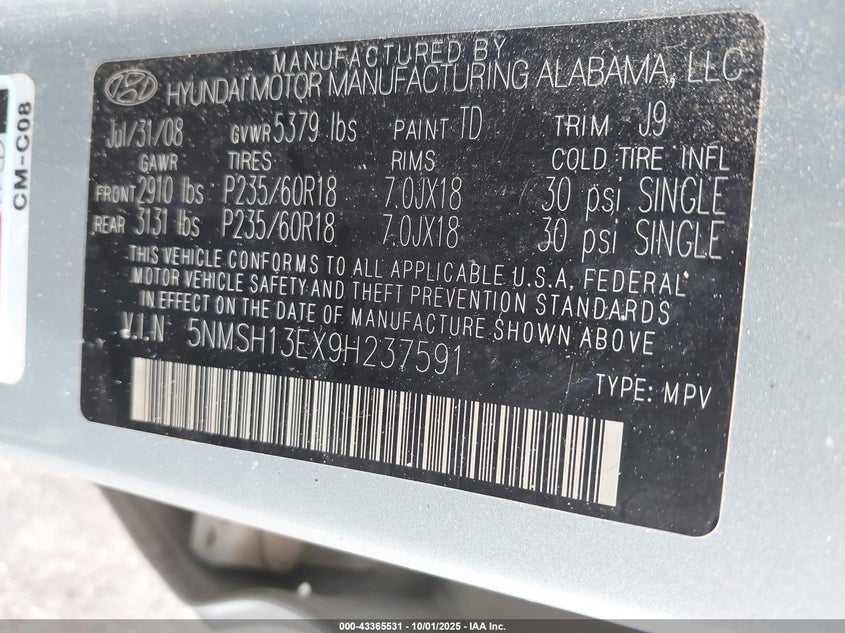 MANUFACTURED BY
HYUNDAI MOTOR MANUFACTURING ALABAMA, LLC
Jul/31/08 GVWR 5379 lbs PAINT TD TRIM J9
GAWR TIRES RIMS COLD TIRE INFL
FRONT 2910 lbs P235/60R18 7.0JX18 30 psi SINGLE
REAR 3131 lbs P235/60R18 7.0JX18 30 psi SINGLE
THIS VEHICLE CONFORMS TO ALL APPLICABLE U.S.A. FEDERAL
MOTOR VEHICLE SAFETY AND THEFT PREVENTION STANDARDS
IN EFFECT ON THE DATE OF MANUFACTURE SHOWN ABOVE
V.I.N 5NMSH13EX9H237591
TYPE: MPV
CM-C08
000-43365531 - 10/01/2025 - IAA Inc.